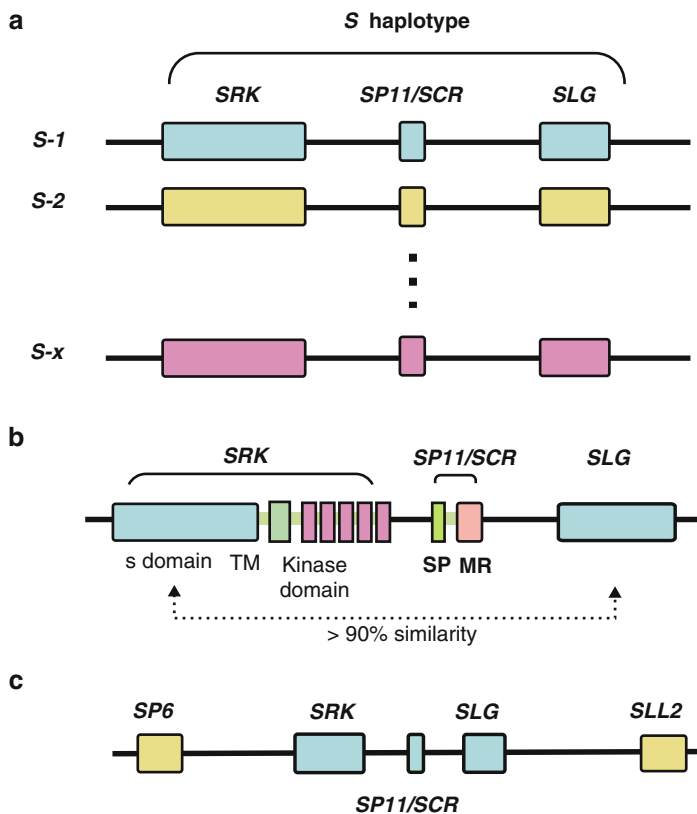 a
S haplotype
SRK SP11/SCR SLG
S-1
S-2
S-x
b
SRK SP11/SCR SLG
s domain TM Kinase domain SP MR
> 90% similarity
c
SP6 SRK SLG SLL2
SP11/SCR